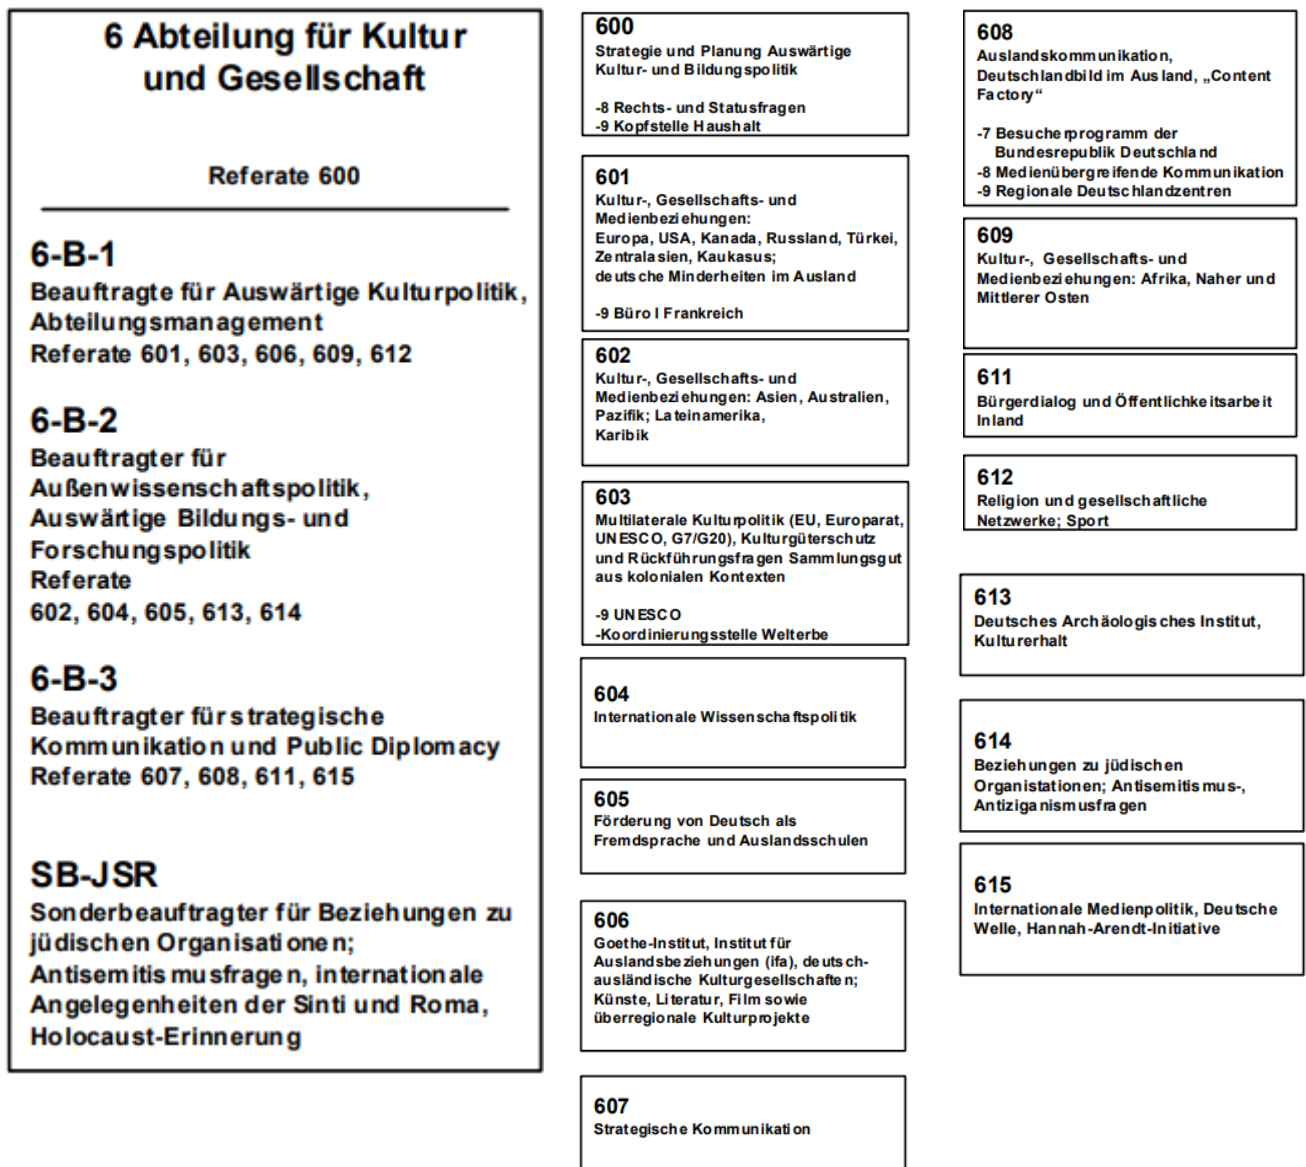 6 Abteilung für Kultur
und Gesellschaft
Referate 600
6-B-1
Beauftragte für Auswärtige Kulturpolitik,
Abteilungsmanagement
Referate 601, 603, 606, 609, 612
6-B-2
Beauftragter für
Außenwissenschaftspolitik,
Auswärtige Bildungs- und
Forschungspolitik
Referate
602, 604, 605, 613, 614
6-B-3
Beauftragter für strategische
Kommunikation und Public Diplomacy
Referate 607, 608, 611, 615
SB-JSR
Sonderbeauftragter für Beziehungen zu
jüdischen Organisationen;
Antisemitismusfragen, internationale
Angelegenheiten der Sinti und Roma,
Holocaust-Erinnerung
600
Strategie und Planung Auswärtige
Kultur- und Bildungspolitik
-8 Rechts- und Statusfragen
-9 Kopfstelle Haushalt
601
Kultur-, Gesellschafts- und
Medienbeziehungen:
Europa, USA, Kanada, Russland, Türkei,
Zentralasien, Kaukasus;
deutsche Minderheiten im Ausland
-9 Büro I Frankreich
602
Kultur-, Gesellschafts- und
Medienbeziehungen: Asien, Australien,
Pazifik; Lateinamerika,
Karibik
603
Multilaterale Kulturpolitik (EU, Europarat,
UNESCO, G7/G20), Kulturgüterschutz
und Rückführungsfragen Sammlungsgut
aus kolonialen Kontexten
-9 UNESCO
-Koordinierungsstelle Welterbe
604
Internationale Wissenschaftspolitik
605
Förderung von Deutsch als
Fremdsprache und Auslandsschulen
606
Goethe-Institut, Institut für
Auslandsbeziehungen (ifa), deutsch-
ausländische Kulturgesellschaften;
Künste, Literatur, Film sowie
überregionale Kulturprojekte
607
Strategische Kommunikation
608
Auslandskommunikation,
Deutschlandbild im Ausland, „Content
Factory“
-7 Besucherprogramm der
Bundesrepublik Deutschland
-8 Medienübergreifende Kommunikation
-9 Regionale Deutschlandzentren
609
Kultur-, Gesellschafts- und
Medienbeziehungen: Afrika, Naher und
Mittlerer Osten
611
Bürgerdialog und Öffentlichkeitsarbeit
Inland
612
Religion und gesellschaftliche
Netzwerke; Sport
613
Deutsches Archäologisches Institut,
Kulturerhalt
614
Beziehungen zu jüdischen
Organistationen; Antisemitismus-,
Antiziganismusfragen
615
Internationale Medienpolitik, Deutsche
Welle, Hannah-Arendt-Initiative